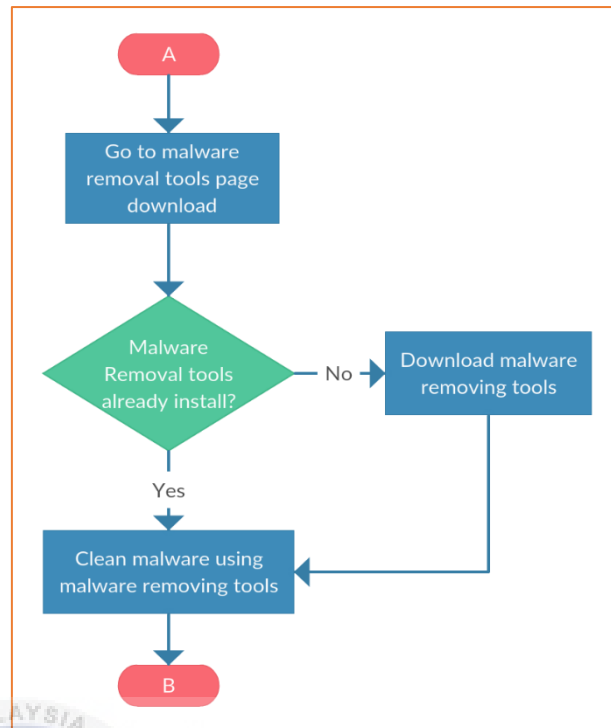 A
Go to malware
removal tools page
download
Malware
Removal tools
already install?
No
Download malware
removing tools
Yes
Clean malware using
malware removing tools
B